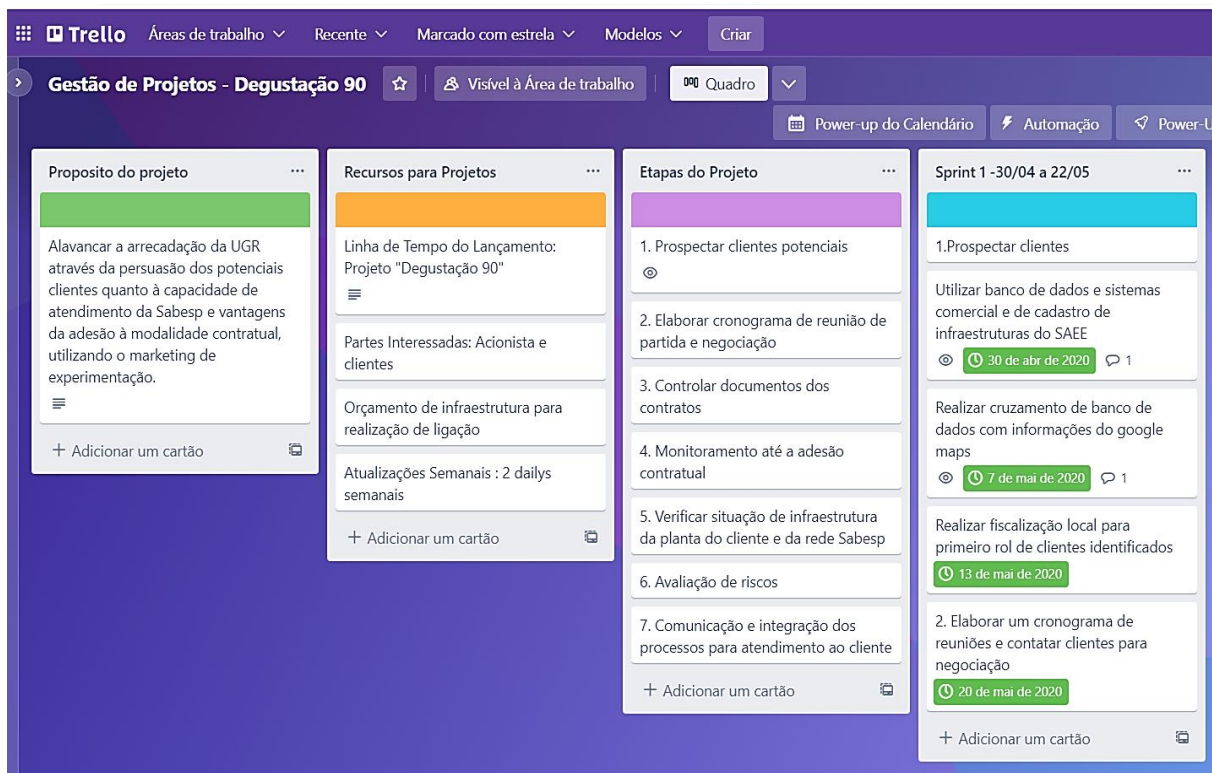 Trello Áreas de trabalho Recente Marcado com estrela Modelos Criar
Gestão de Projetos - Degustação 90 Visível à Área de trabalho Quadro
Power-up do Calendário Automação Power-U
Proposito do projeto
Alavancar a arrecadação da UGR
através da persuasão dos potenciais
clientes quanto à capacidade de
atendimento da Sabesp e vantagens
da adesão à modalidade contratual,
utilizando o marketing de
experimentação.
+ Adicionar um cartão
Recursos para Projetos
Linha de Tempo do Lançamento:
Projeto "Degustação 90"
Partes Interessadas: Acionista e
clientes
Orçamento de infraestrutura para
realização de ligação
Atualizações Semanais : 2 dailys
semanais
+ Adicionar um cartão
Etapas do Projeto
1. Prospectar clientes potenciais
2. Elaborar cronograma de reunião de
partida e negociação
3. Controlar documentos dos
contratos
4. Monitoramento até a adesão
contratual
5. Verificar situação de infraestrutura
da planta do cliente e da rede Sabesp
6. Avaliação de riscos
7. Comunicação e integração dos
processos para atendimento ao cliente
+ Adicionar um cartão
Sprint 1 -30/04 a 22/05
1.Prospectar clientes
Utilizar banco de dados e sistemas
comercial e de cadastro de
infraestruturas do SAEE
30 de abr de 2020 1
Realizar cruzamento de banco de
dados com informações do google
maps
7 de mai de 2020 1
Realizar fiscalização local para
primeiro rol de clientes identificados
13 de mai de 2020
2. Elaborar um cronograma de
reuniões e contatar clientes para
negociação
20 de mai de 2020
+ Adicionar um cartão